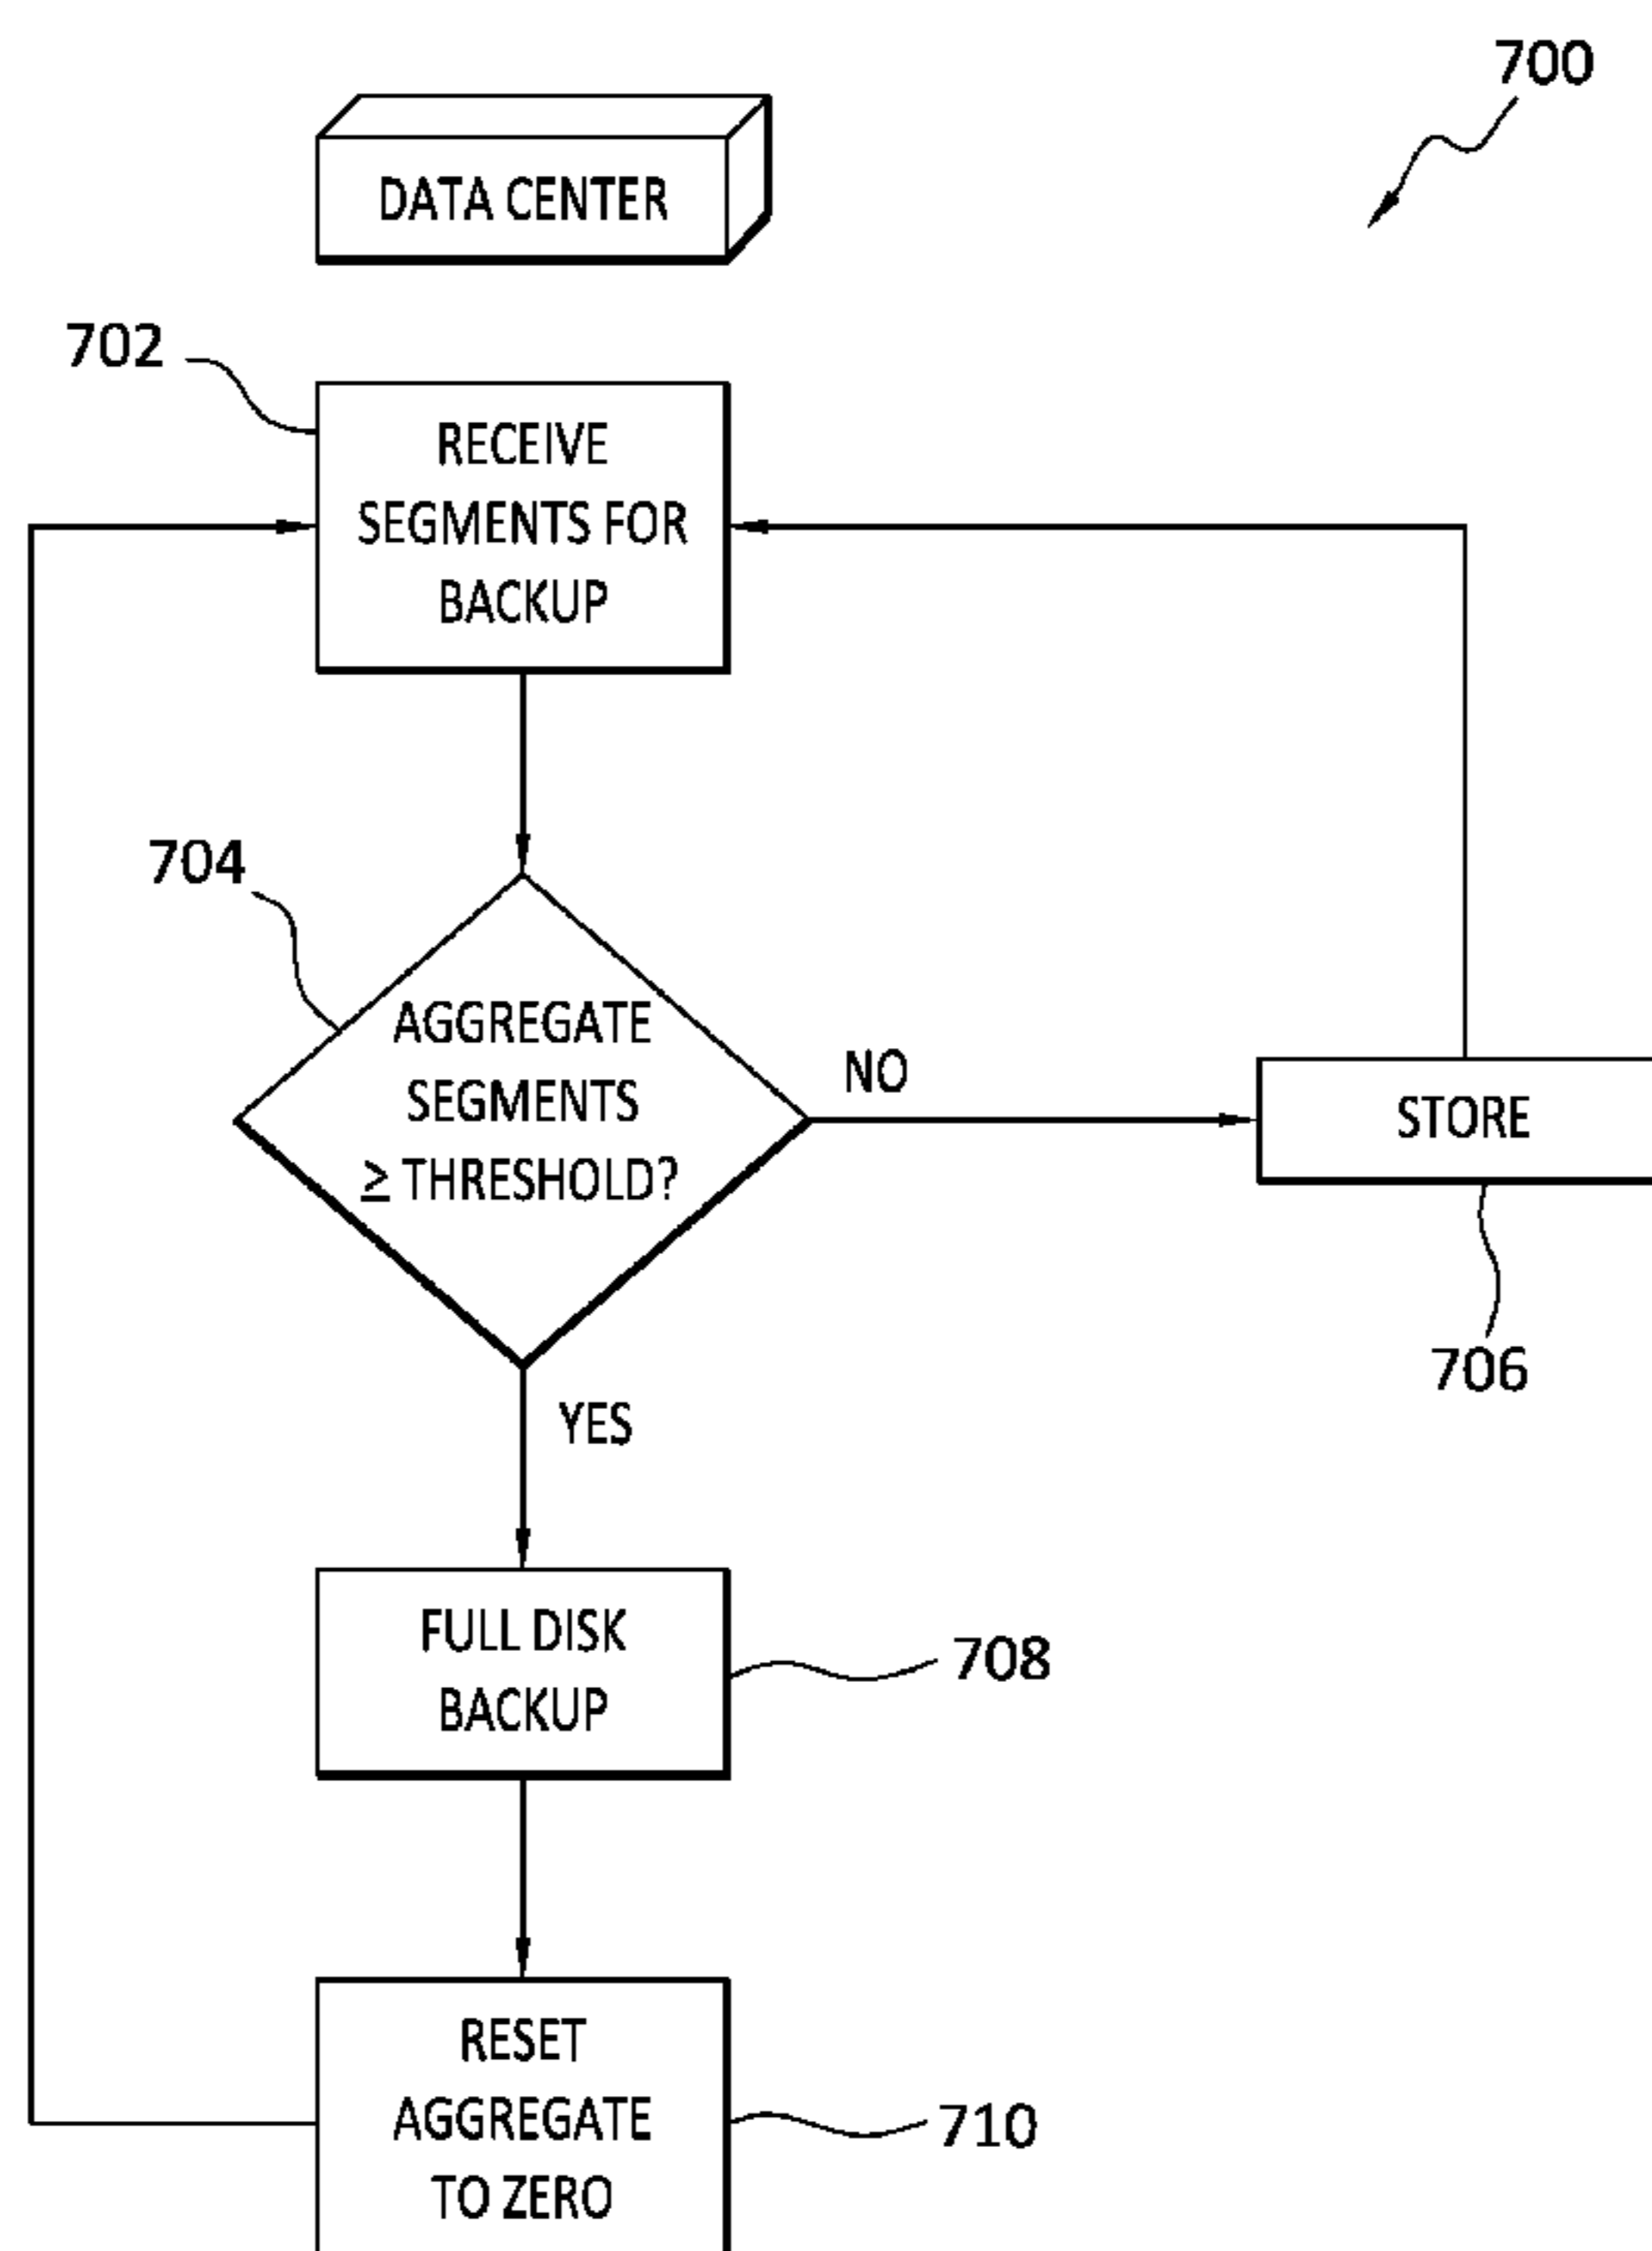 700
DATA CENTER
702
RECEIVE
SEGMENTS FOR
BACKUP
704
AGGREGATE
SEGMENTS
≥ THRESHOLD?
NO
STORE
706
YES
FULL DISK
BACKUP
708
RESET
AGGREGATE
TO ZERO
710